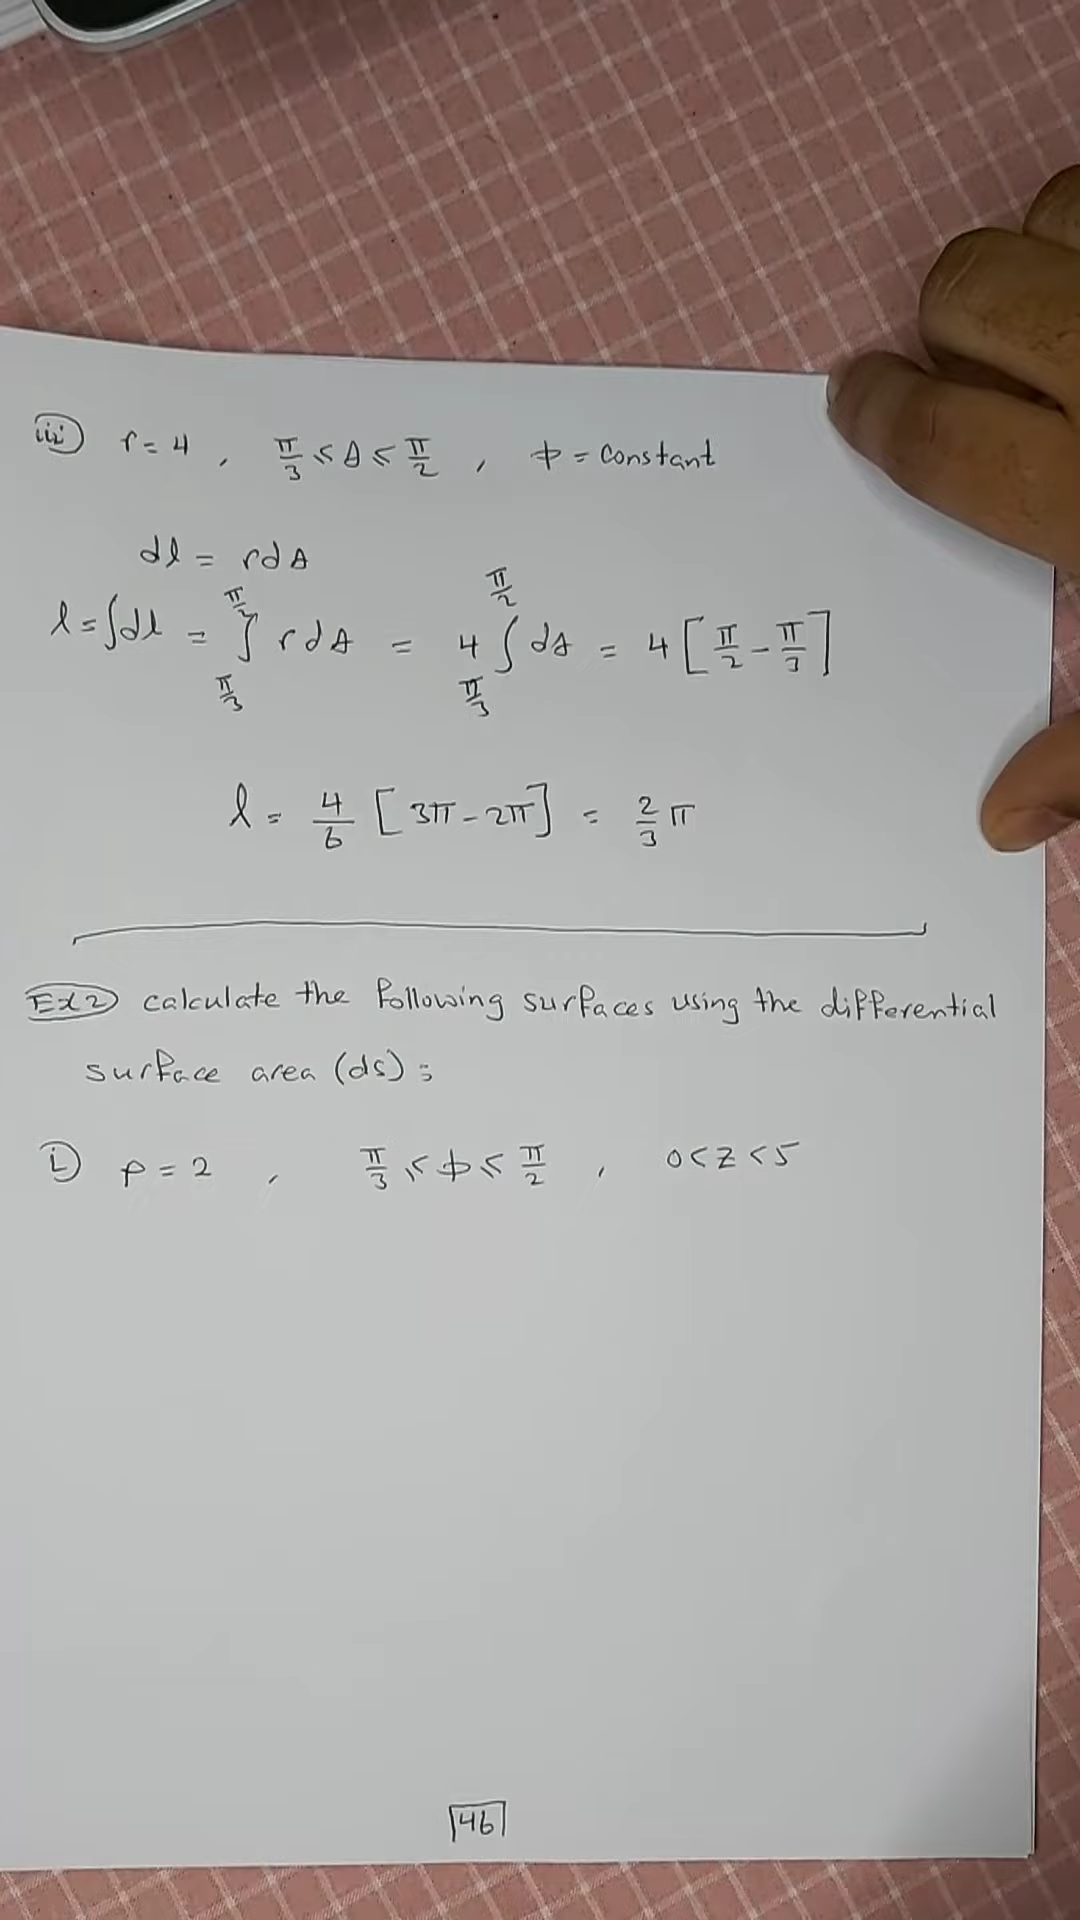 iii) r = 4 , π/3 ≤ θ ≤ π/2 , ϕ = constant
dl = rdθ
l = ∫dl = ∫_{π/3}^{π/2} rdθ = 4 ∫_{π/3}^{π/2} dθ = 4 [π/2 - π/3]
l = 4/6 [3π - 2π] = 2/3 π
Ex2 calculate the following surfaces using the differential
surface area (ds) :
i) ρ = 2 , π/3 ≤ ϕ ≤ π/2 , 0 < z < 5
46